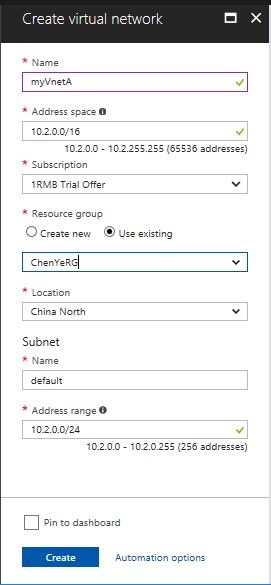 Create virtual network
* Name
myVnetA
* Address space
10.2.0.0/16
10.2.0.0 - 10.2.255.255 (65536 addresses)
* Subscription
1RMB Trial Offer
* Resource group
Create new Use existing
ChenYeRG
* Location
China North
Subnet
* Name
default
* Address range
10.2.0.0/24
10.2.0.0 - 10.2.0.255 (256 addresses)
Pin to dashboard
Create Automation options